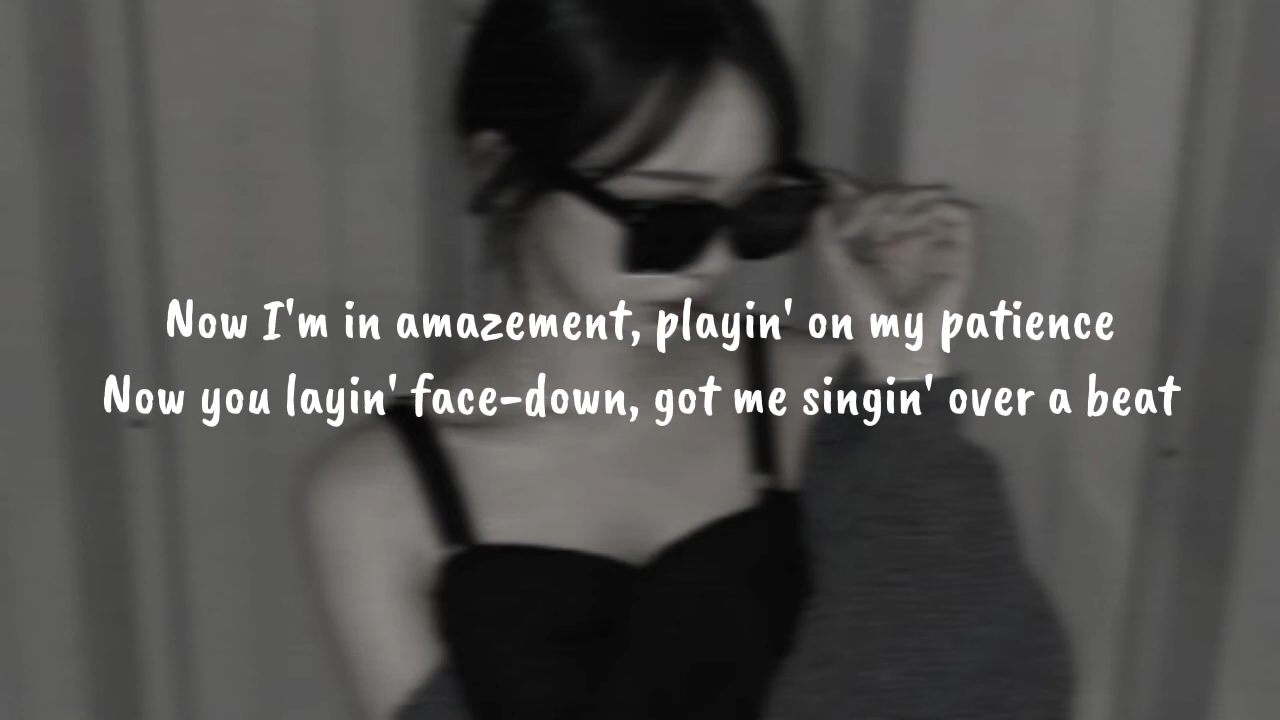 Now I'm in amazement, playin' on my patience
Now you layin' face-down, got me singin' over a beat